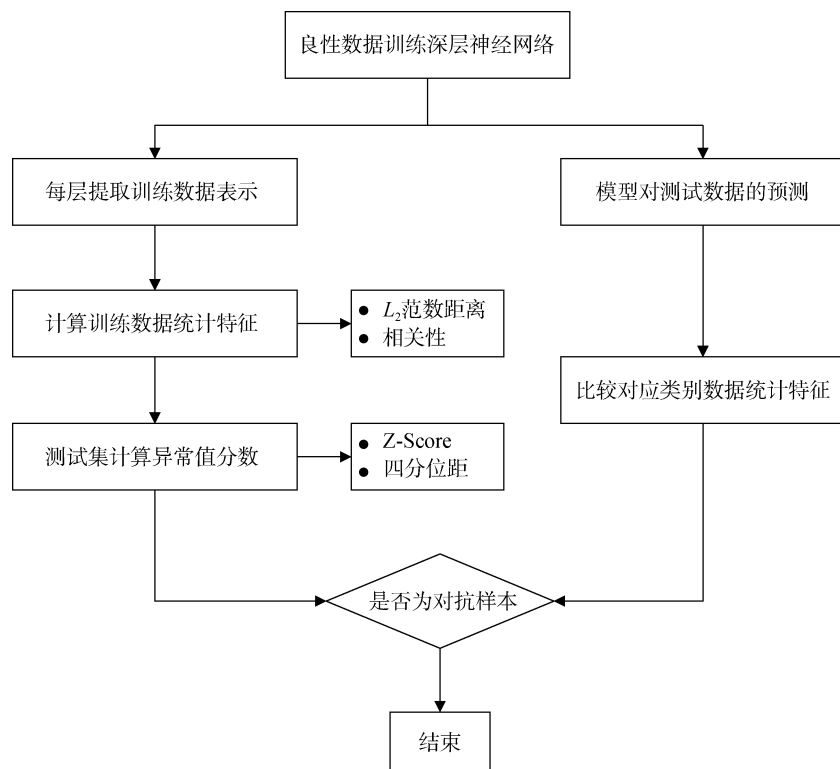 良性数据训练深层神经网络
每层提取训练数据表示
模型对测试数据的预测
计算训练数据统计特征
● L₂范数距离
● 相关性
比较对应类别数据统计特征
测试集计算异常值分数
● Z-Score
● 四分位距
是否为对抗样本
结束